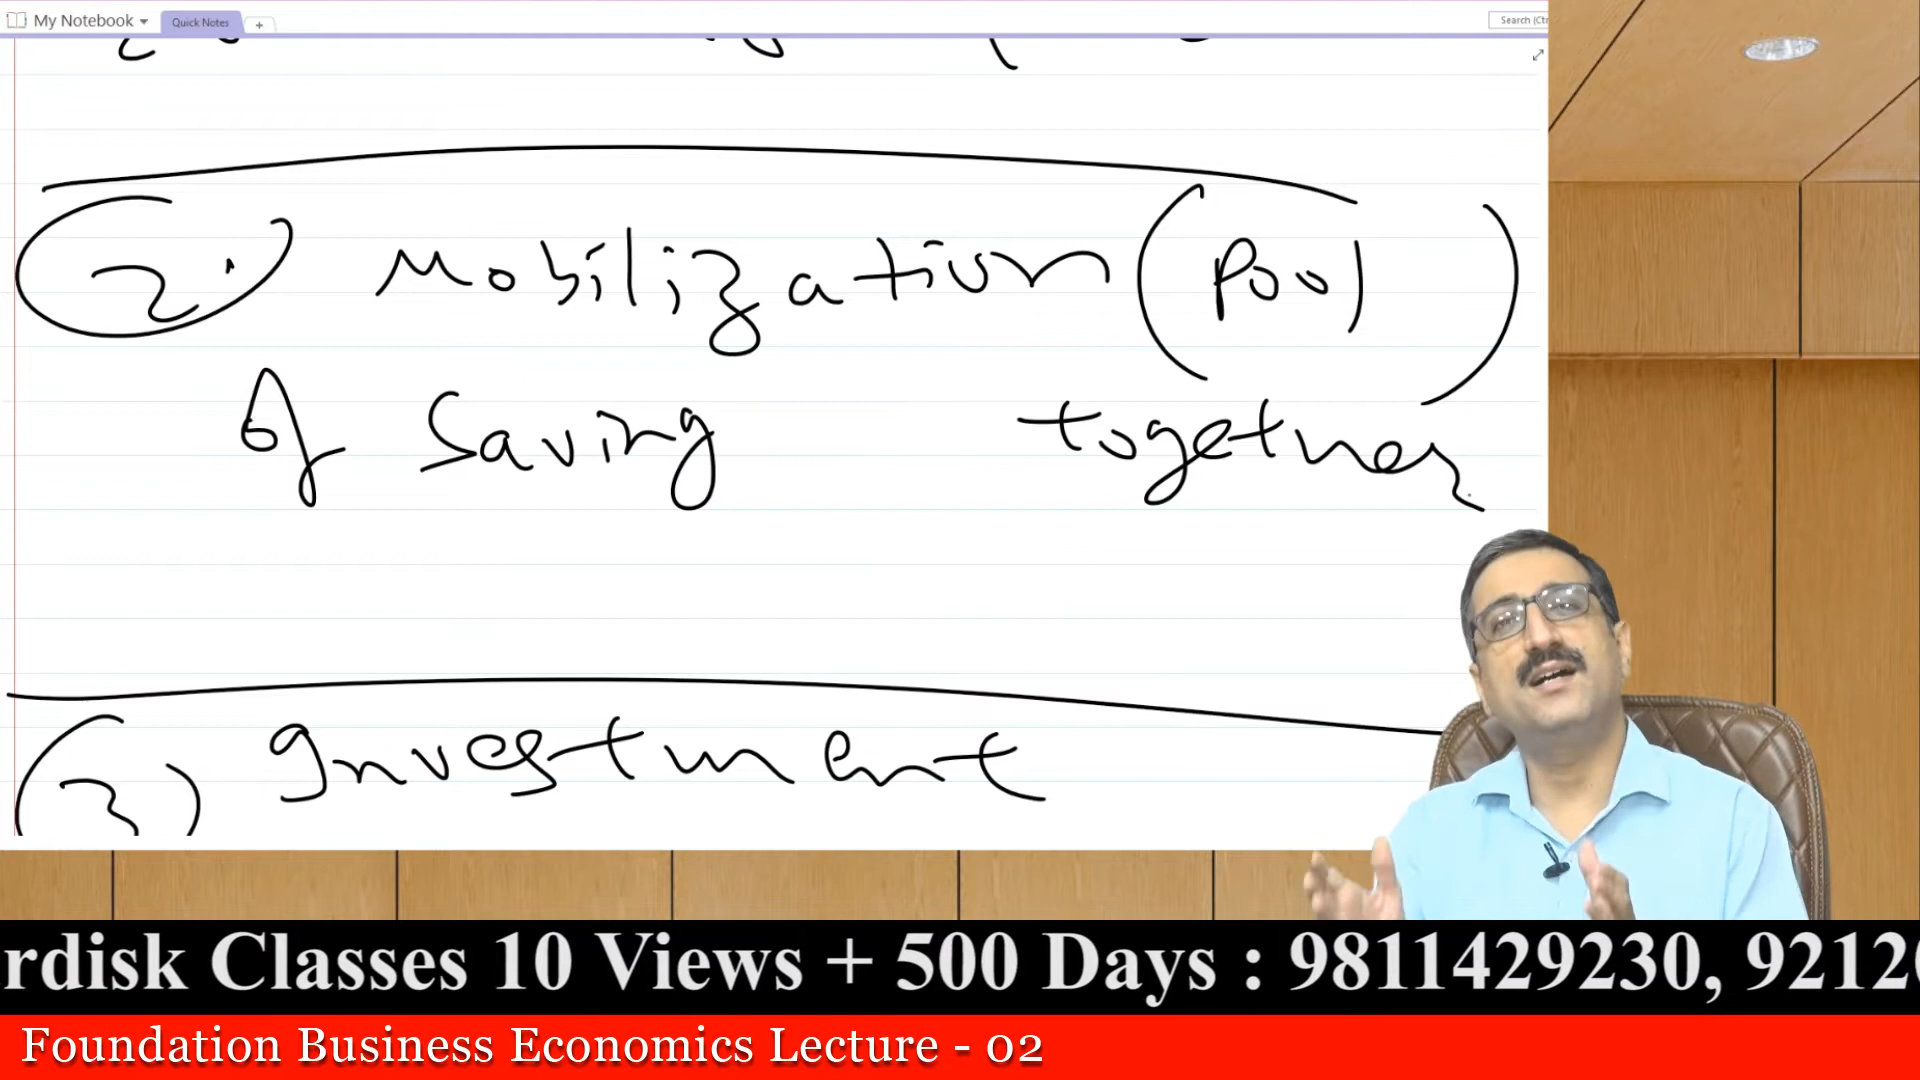 My Notebook
Quick Notes
+
Search (Ctr
2. Mobilization (Pool
of Saving together)
(3) Investment
rdisk Classes 10 Views + 500 Days : 9811429230, 9212
Foundation Business Economics Lecture - 02